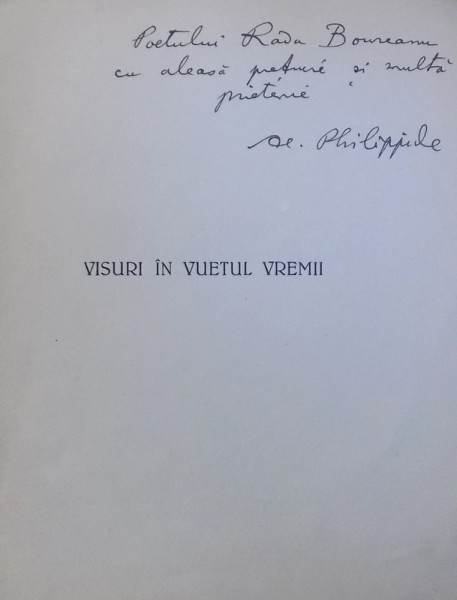 Poetului Radu Boureanu
cu aleasă prețuire și multă
prietenie
Al. Philippide
VISURI ÎN VUETUL VREMII